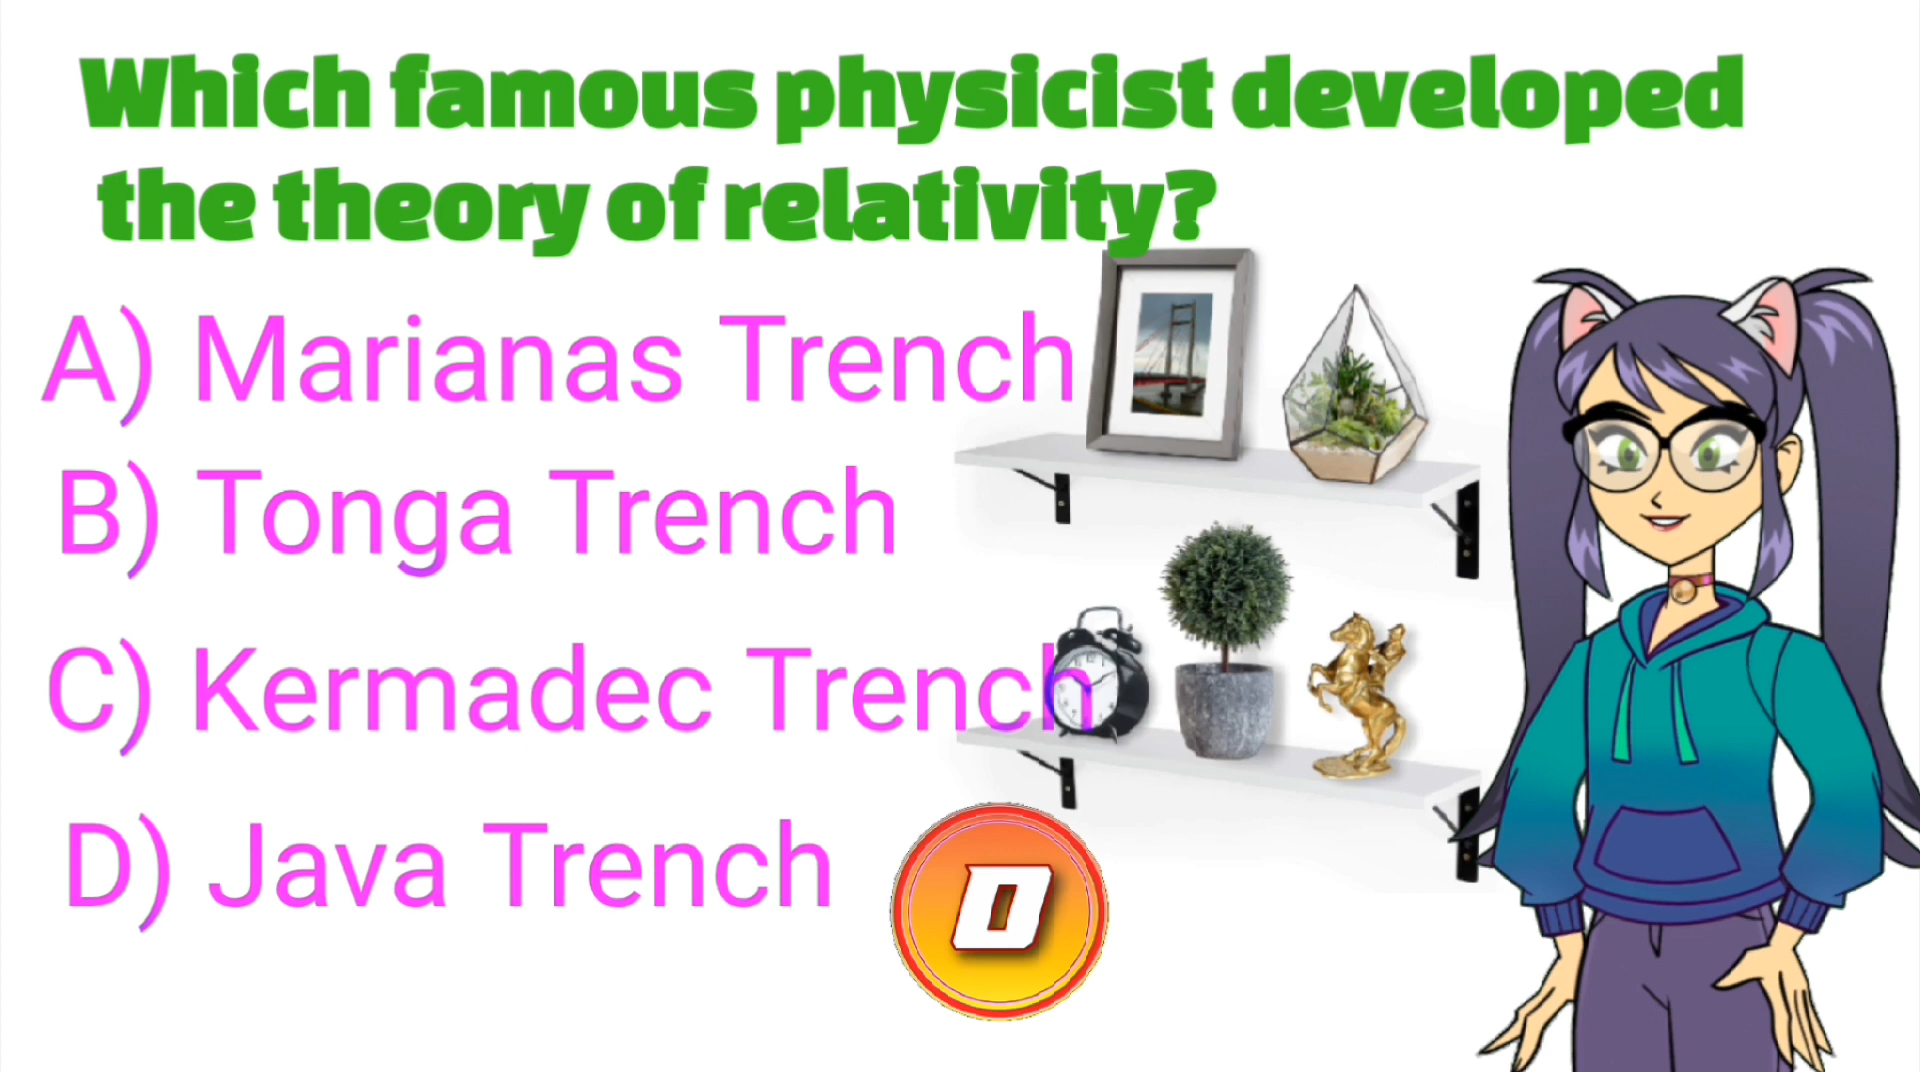 Which famous physicist developed
the theory of relativity?
A) Marianas Trench
B) Tonga Trench
C) Kermadec Trench
D) Java Trench
0